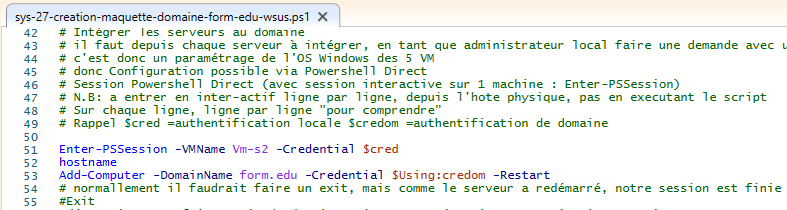 sys-27-creation-maquette-domaine-form-edu-wsus.ps1 X
42 # Intégrer les serveurs au domaine
43 # il faut depuis chaque serveur à intégrer, en tant que administrateur local faire une demande avec u
44 # c'est donc un paramétrage de l'OS Windows des 5 VM
45 # donc Configuration possible via Powershell Direct
46 # Session Powershell Direct (avec session interactive sur 1 machine : Enter-PSSession)
47 # N.B: a entrer en inter-actif ligne par ligne, depuis l'hote physique, pas en executant le script
48 # Sur chaque ligne, ligne par ligne "pour comprendre"
49 # Rappel $cred =authentification locale $credom =authentification de domaine
50
51 Enter-PSSession -VMName Vm-s2 -Credential $cred
52 hostname
53 Add-Computer -DomainName form.edu -Credential $Using:credom -Restart
54 # normallement il faudrait faire un exit, mais comme le serveur a redémarré, notre session est finie
55 #Exit